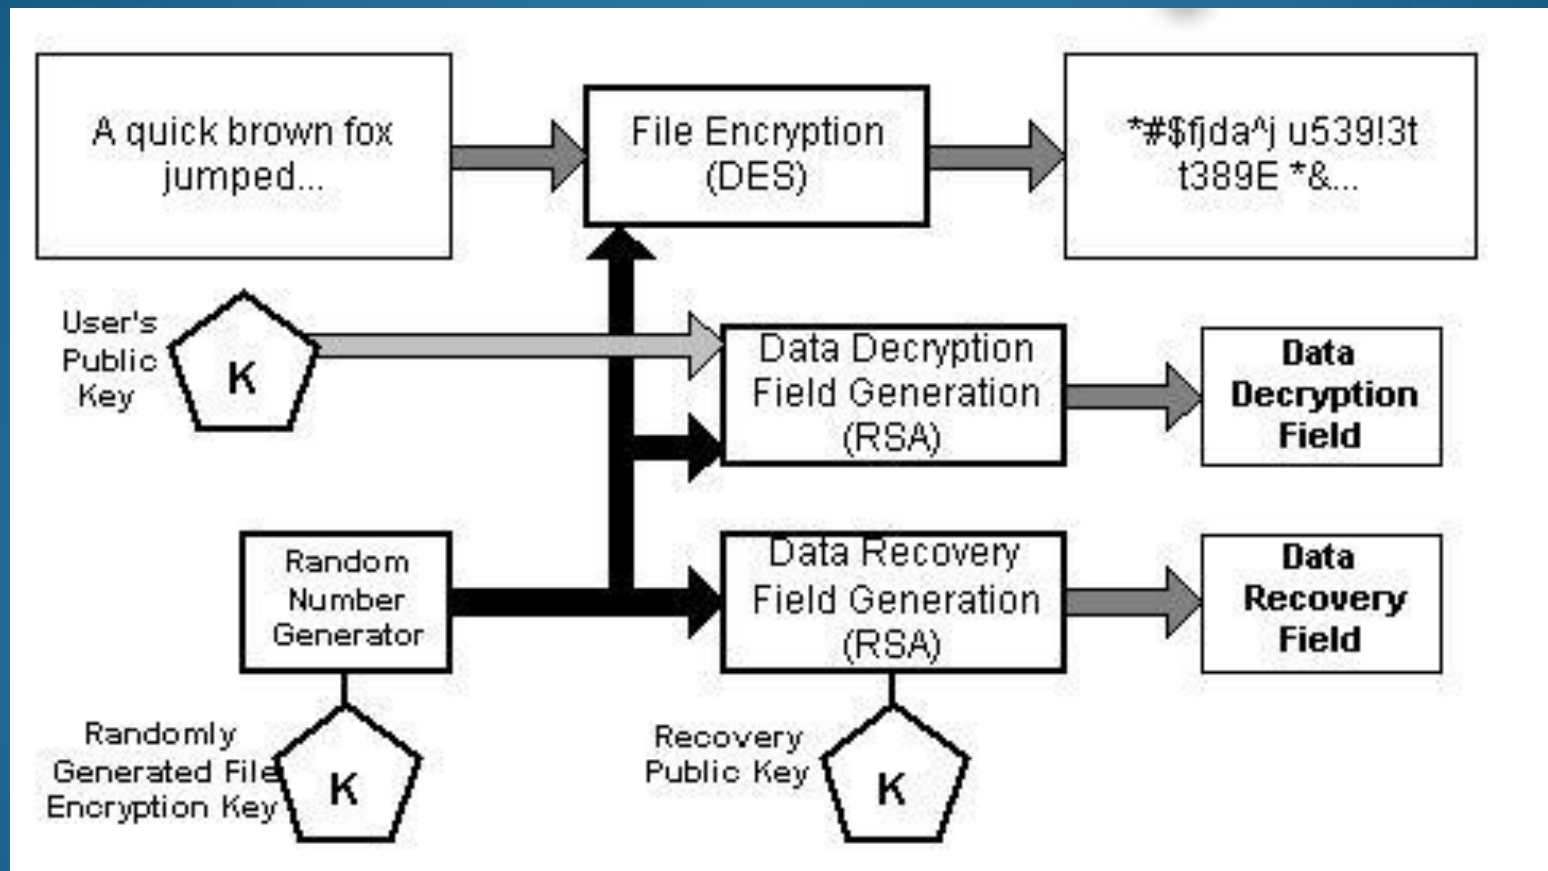 A quick brown fox
jumped...
File Encryption
(DES)
*#$fjda^j u539!3t
t389E *&...
User's
Public
Key
K
Data Decryption
Field Generation
(RSA)
Data
Decryption
Field
Random
Number
Generator
Data Recovery
Field Generation
(RSA)
Data
Recovery
Field
Randomly
Generated File
Encryption Key
K
Recovery
Public Key
K